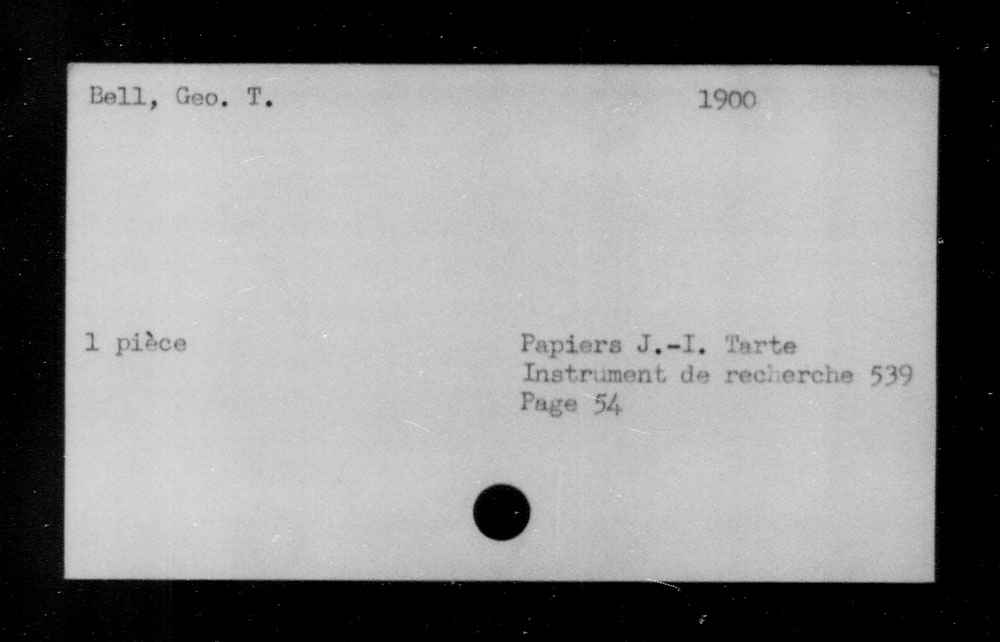 Bell, Geo. T. 1900
1 pièce
Papiers J.-I. Tarte
Instrument de recherche 539
Page 54